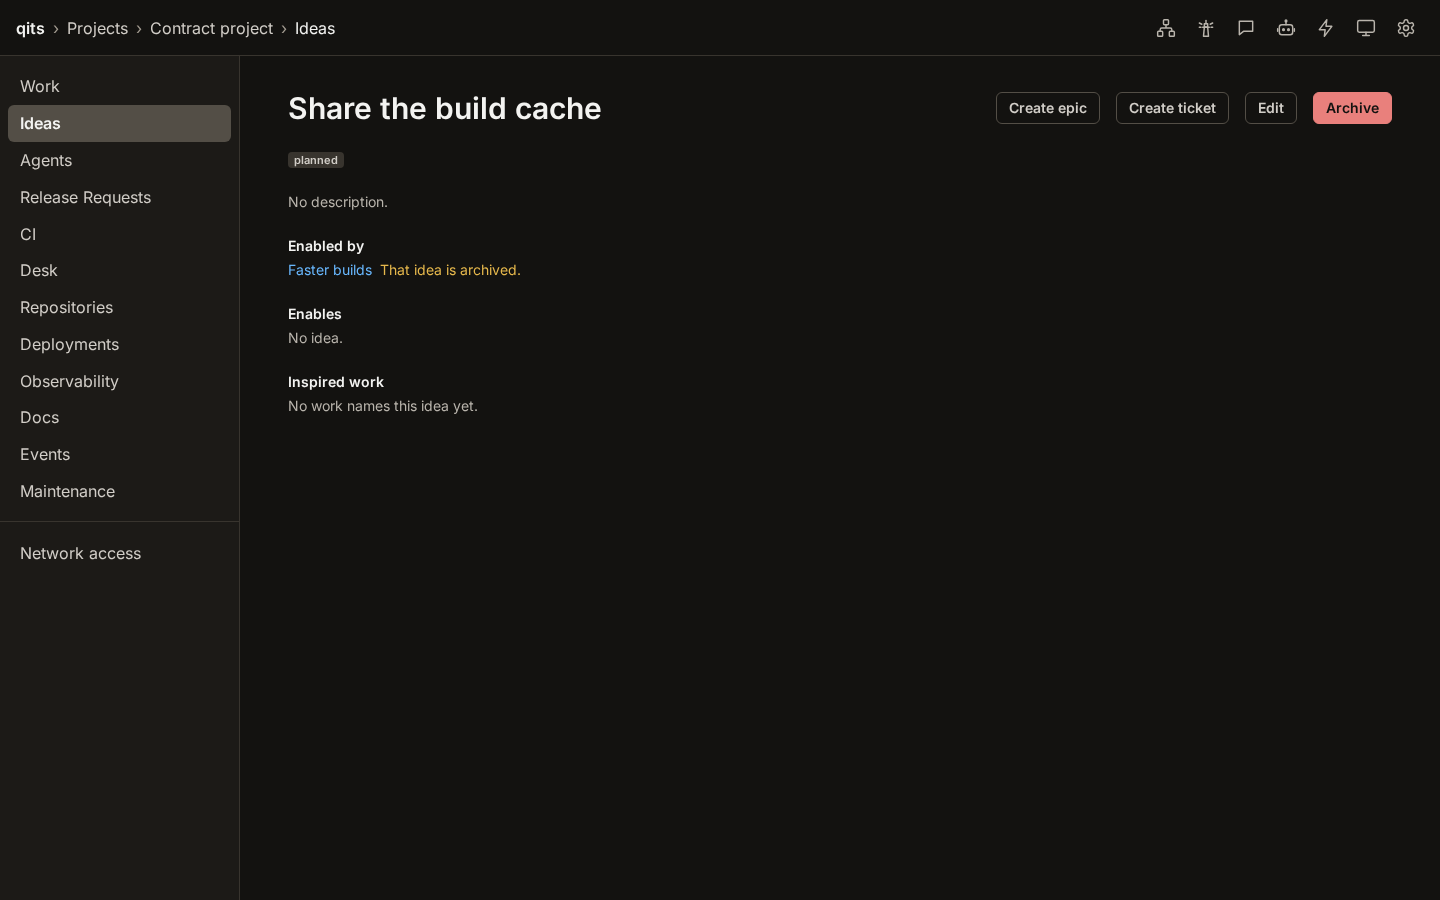 qits › Projects › Contract project › Ideas
Work
Ideas
Agents
Release Requests
CI
Desk
Repositories
Deployments
Observability
Docs
Events
Maintenance
Network access
Share the build cache
Create epic
Create ticket
Edit
Archive
planned
No description.
Enabled by
Faster builds That idea is archived.
Enables
No idea.
Inspired work
No work names this idea yet.